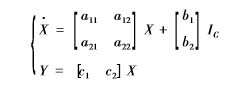 Ẋ = [a₁₁ a₁₂; a₂₁ a₂₂] X + [b₁; b₂] I_C
Y = [c₁ c₂] X